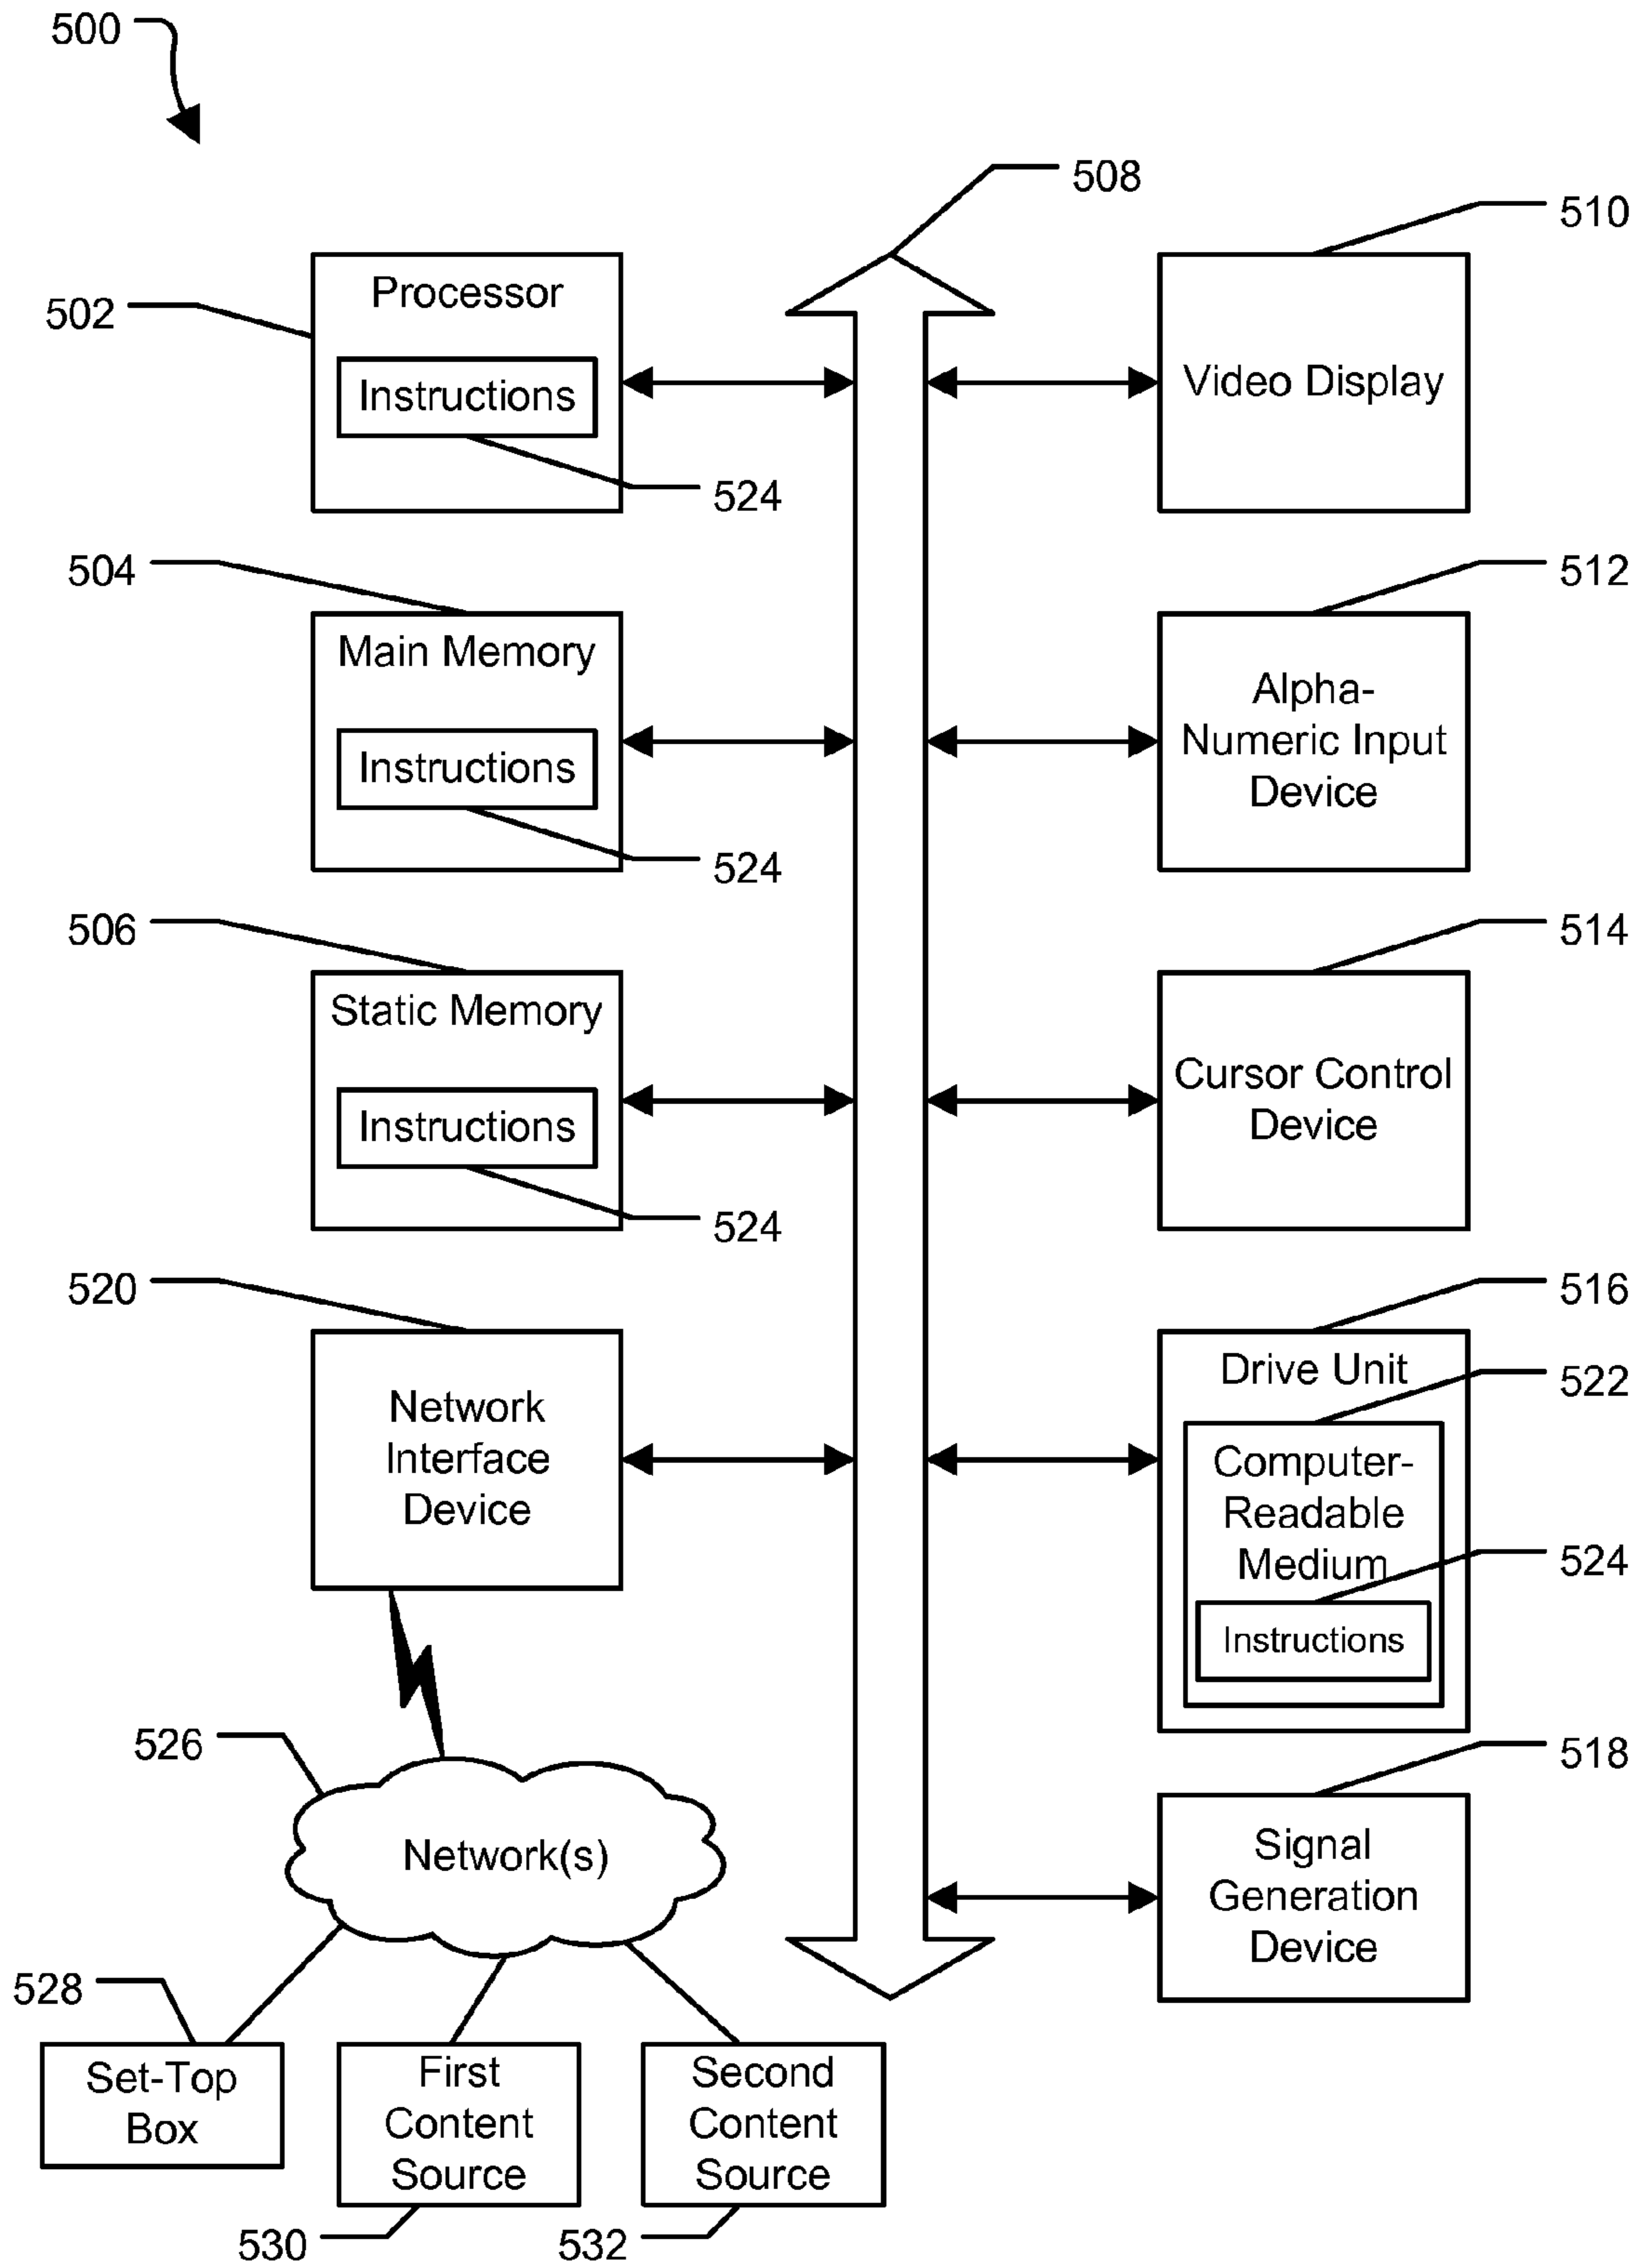 500
508
510
502
Processor
Instructions
524
Video Display
504
Main Memory
Instructions
524
512
Alpha-
Numeric Input
Device
506
Static Memory
Instructions
524
514
Cursor Control
Device
520
Network
Interface
Device
516
Drive Unit
522
Computer-
Readable
Medium
524
Instructions
526
Network(s)
518
Signal
Generation
Device
528
Set-Top
Box
First
Content
Source
530
Second
Content
Source
532